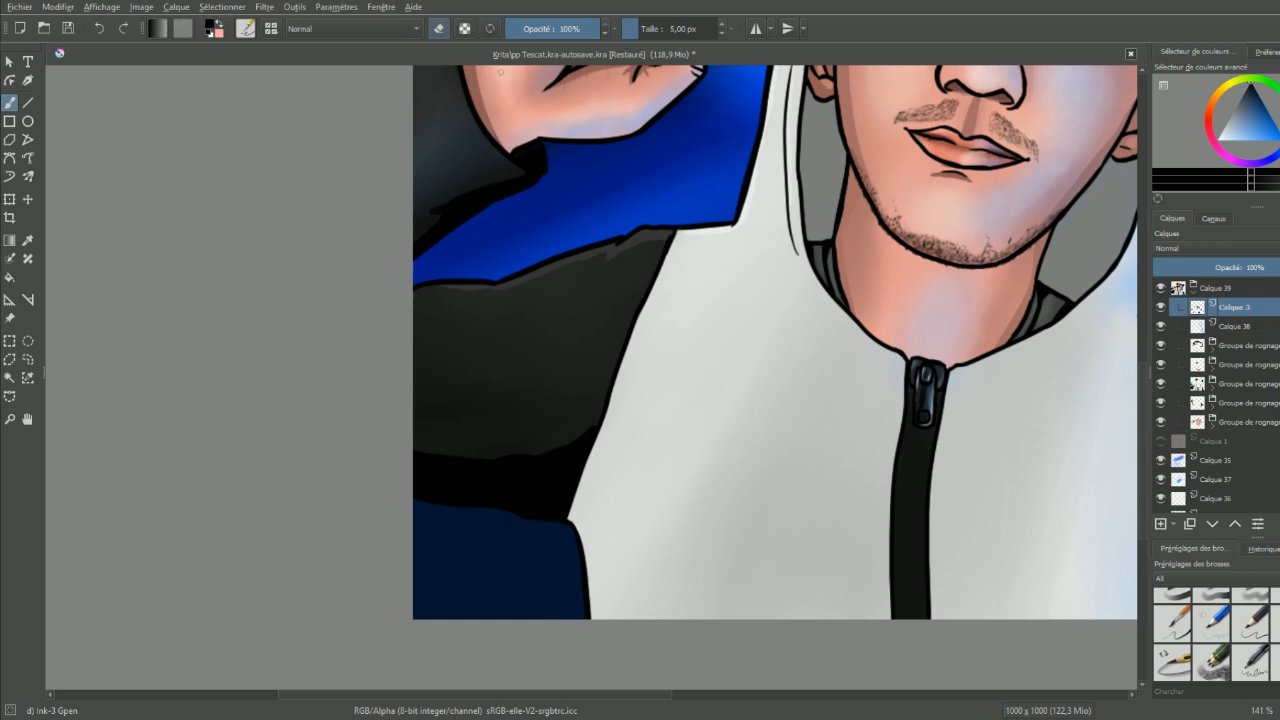 Fichier Modifier Affichage Image Calque Sélectionner Filtre Outils Paramètres Fenêtre Aide
Normal Opacité : 100% Taille : 5,00 px
Krita\pp Tescat.kra-autosave.kra [Restauré] (118,9 Mio) *
Sélecteur de couleurs ... Préfére
Sélecteur de couleurs avancé
Calques Canaux
Calques
Normal
Opacité: 100%
Calque 39
Calque 3
Calque 38
Groupe de rognage
Groupe de rognage
Groupe de rognage
Groupe de rognage
Groupe de rognage
Calque 1
Calque 35
Calque 37
Calque 36
Préréglages des bro... Historique
Préréglages des brosses
All
Chercher
d) Ink-3 Gpen RGB/Alpha (8-bit integer/channel) sRGB-elle-V2-srgbtrc.icc 1000 x 1000 (122,3 Mio) 141 %